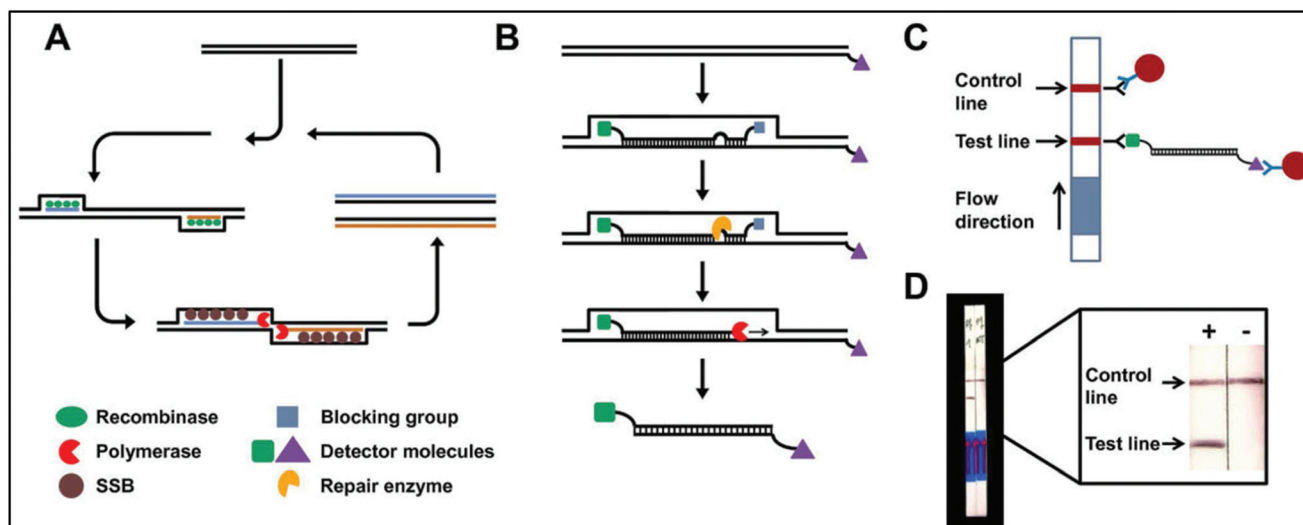 A
B
C
Control
line
Test line
Flow
direction
Recombinase
Polymerase
SSB
Blocking group
Detector molecules
Repair enzyme
D
+ -
Control
line
Test line